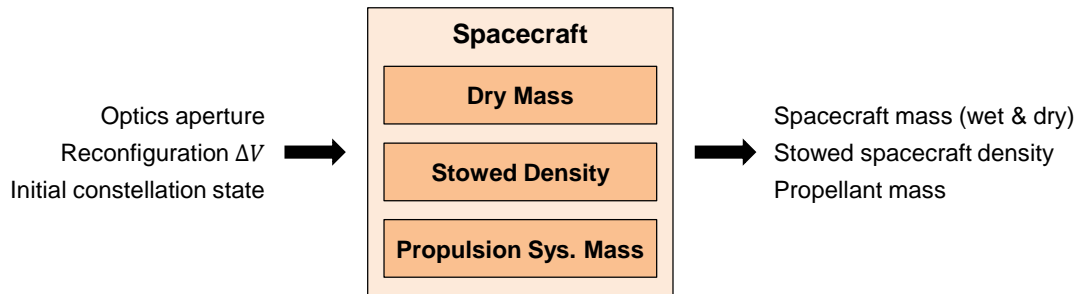 Optics aperture
Reconfiguration ΔV
Initial constellation state
Spacecraft
Dry Mass
Stowed Density
Propulsion Sys. Mass
Spacecraft mass (wet & dry)
Stowed spacecraft density
Propellant mass